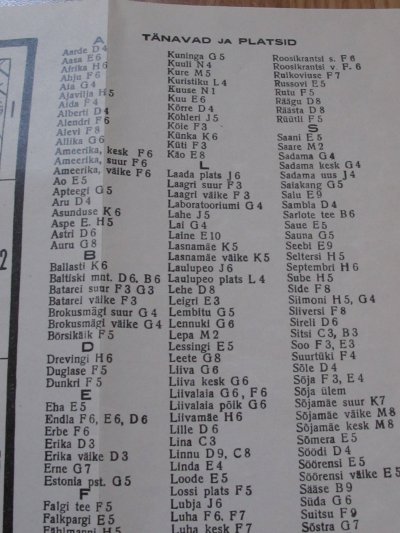 TÄNAVAD JA PLATSID
A
Aarde D 4
Aasa E 6
Afrika H 6
Ahju F 6
Aia G 4
Ajavilja H 5
Aida F 4
Alberti D 4
Alendri F 6
Alevi F 8
Allika G 6
Ameerika, kesk F 6
Ameerika, suur F 6
Ameerika, väike F 6
Ao E 5
Apteegi G 5
Aru D 4
Asunduse K 6
Aspe E. H 5
Astri D 6
Auru G 8
B
Ballasti K 6
Baltiski mnt. D 6, B 6
Batarei suur F 3 G 3
Batarei väike F 3
Brokusmägi suur G 4
Brokusmägi väike G 4
Börsikäik F 5
D
Drevingi H 6
Duglase F 5
Dunkri F 5
E
Eha E 5
Endla F 6, E 6, D 6
Erbe F 6
Erika D 3
Erika väike D 3
Erne G 7
Estonia pst. G 5
F
Falgi tee F 5
Falkpargi E 5
Fählmanni H 5
Kuninga G 5
Kuuli N 4
Kure M 5
Kuristiku L 4
Kuuse N 1
Kuu E 6
Kõrre D 4
Köhleri J 5
Köie F 3
Künka K 6
Küti F 3
Käo E 8
L
Laada plats J 6
Laagri suur F 3
Laagri väike F 3
Laboratooriumi G 4
Lahe J 5
Lai G 4
Laine E 10
Lasnamäe K 5
Lasnamäe väike K 5
Laulupeo J 6
Laulupeo plats L 4
Lehe D 8
Leigri E 3
Lembitu G 5
Lennuki G 6
Lepa M 2
Lessingi E 5
Leete G 8
Liiva G 6
Liiva kesk G 6
Liivalaia G 6, F 6
Liivalaia põik G 6
Liivamäe H 6
Lille D 6
Lina C 3
Linnu D 9, C 8
Linda E 4
Loode E 5
Lossi plats F 5
Lubja J 6
Luha F 6, F 7
Luha kesk F 7
Roosikrantsi s. F 6
Roosikrantsi v. F. 6
Rulkoviuse F 7
Russovi E 5
Rutu F 5
Räägu D 8
Räästa D 8
Rüütli F 5
S
Saani E 5
Saare M 2
Sadama G 4
Sadama kesk G 4
Sadama uus J 4
Saiakang G 5
Salu E 9
Sambla D 4
Sarlote tee B 6
Saue E 5
Sauna G 5
Seebi E 9
Seltersi H 5
Septembri H 6
Sube H 5
Side F 8
Siimoni H 5, G 4
Siiversi F 8
Sireli D 6
Sitsi C 3, B 3
Soo F 3, E 3
Suurtüki F 4
Sõle D 4
Sõja F 3, E 4
Sõja ülem
Sõjamäe suur K 7
Sõjamäe väike M 8
Sõjamäe kesk M 8
Sõmera E 5
Söödi D 4
Söörensi E 5
Söörensi väike E 5
Sääse B 9
Süda G 6
Suitsu F 9
Sõstra G 7
2